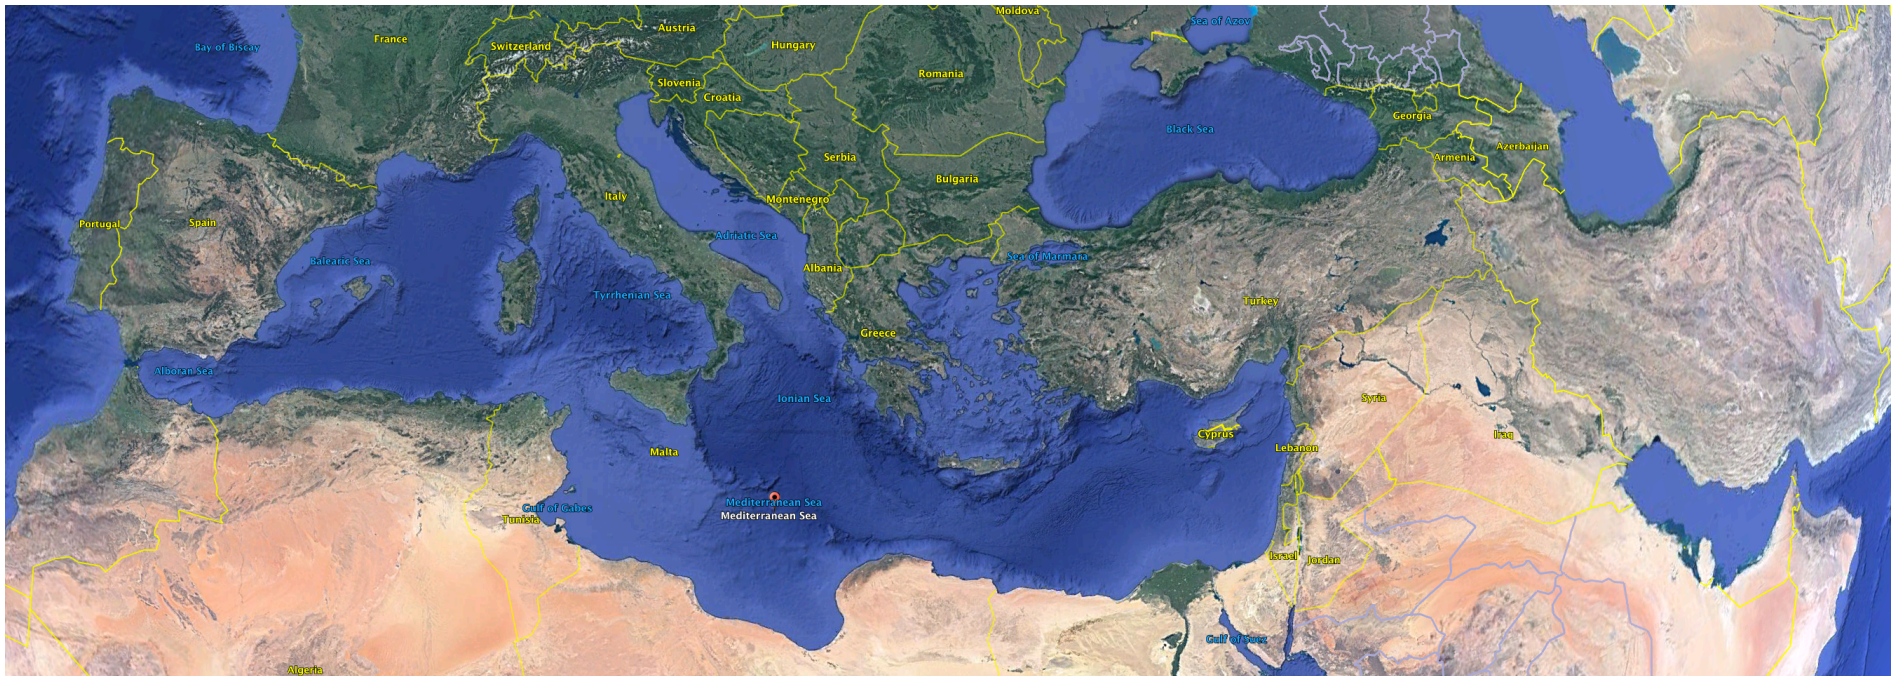 Moldova
Sea of Azov
Austria
France
Bay of Biscay
Switzerland
Hungary
Romania
Slovenia
Croatia
Georgia
Black Sea
Azerbaijan
Armenia
Serbia
Bulgaria
Italy
Montenegro
Portugal
Spain
Adriatic Sea
Sea of Marmara
Balearic Sea
Albania
Tyrrhenian Sea
Turkey
Greece
Alboran Sea
Ionian Sea
Syria
Cyprus
Iraq
Lebanon
Malta
Mediterranean Sea
Gulf of Gabes
Mediterranean Sea
Tunisia
Israel
Jordan
Gulf of Suez
Algeria